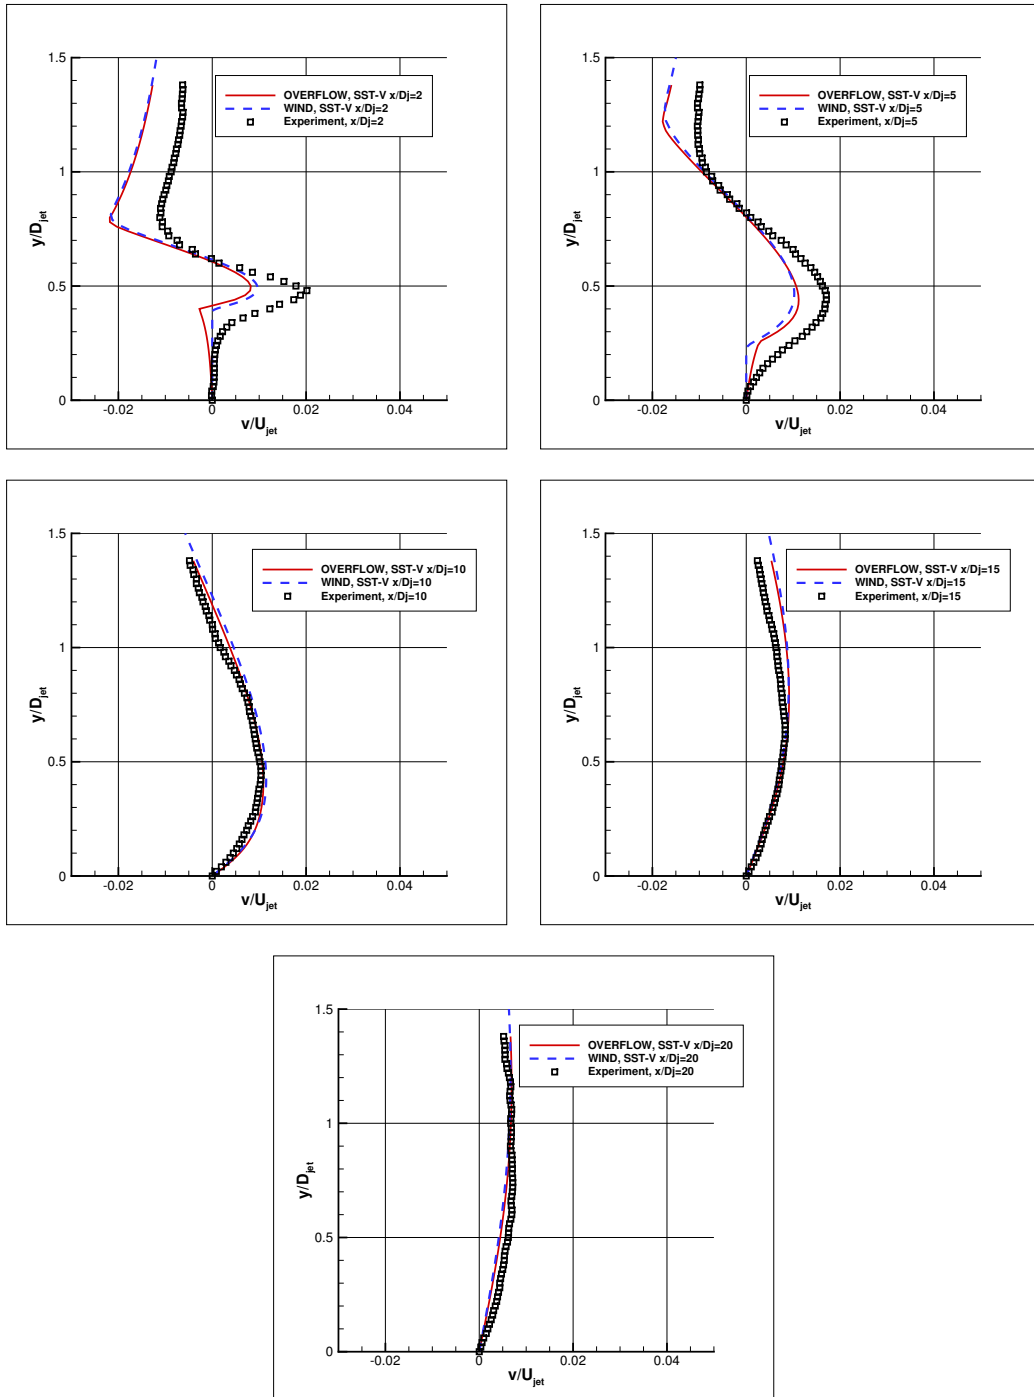 1.5
OVERFLOW, SST-V x/Dj=2
WIND, SST-V x/Dj=2
Experiment, x/Dj=2
1
y/Djet
0.5
0
-0.02 0 0.02 0.04
v/Ujet
1.5
OVERFLOW, SST-V x/Dj=5
WIND, SST-V x/Dj=5
Experiment, x/Dj=5
1
y/Djet
0.5
0
-0.02 0 0.02 0.04
v/Ujet
1.5
OVERFLOW, SST-V x/Dj=10
WIND, SST-V x/Dj=10
Experiment, x/Dj=10
1
y/Djet
0.5
0
-0.02 0 0.02 0.04
v/Ujet
1.5
OVERFLOW, SST-V x/Dj=15
WIND, SST-V x/Dj=15
Experiment, x/Dj=15
1
y/Djet
0.5
0
-0.02 0 0.02 0.04
v/Ujet
1.5
OVERFLOW, SST-V x/Dj=20
WIND, SST-V x/Dj=20
Experiment, x/Dj=20
1
y/Djet
0.5
0
-0.02 0 0.02 0.04
v/Ujet